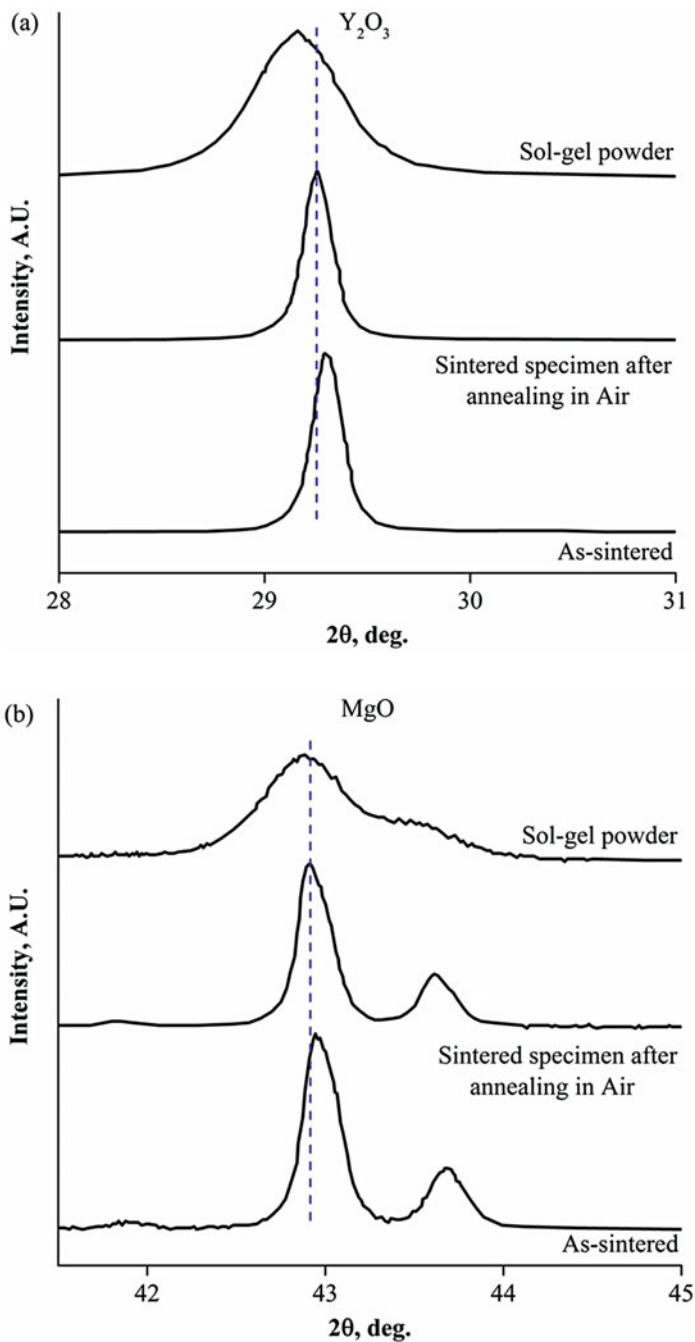 (a)
Y₂O₃
Sol-gel powder
Sintered specimen after
annealing in Air
As-sintered
Intensity, A.U.
28 29 30 31
2θ, deg.
(b)
MgO
Sol-gel powder
Sintered specimen after
annealing in Air
As-sintered
Intensity, A.U.
42 43 44 45
2θ, deg.